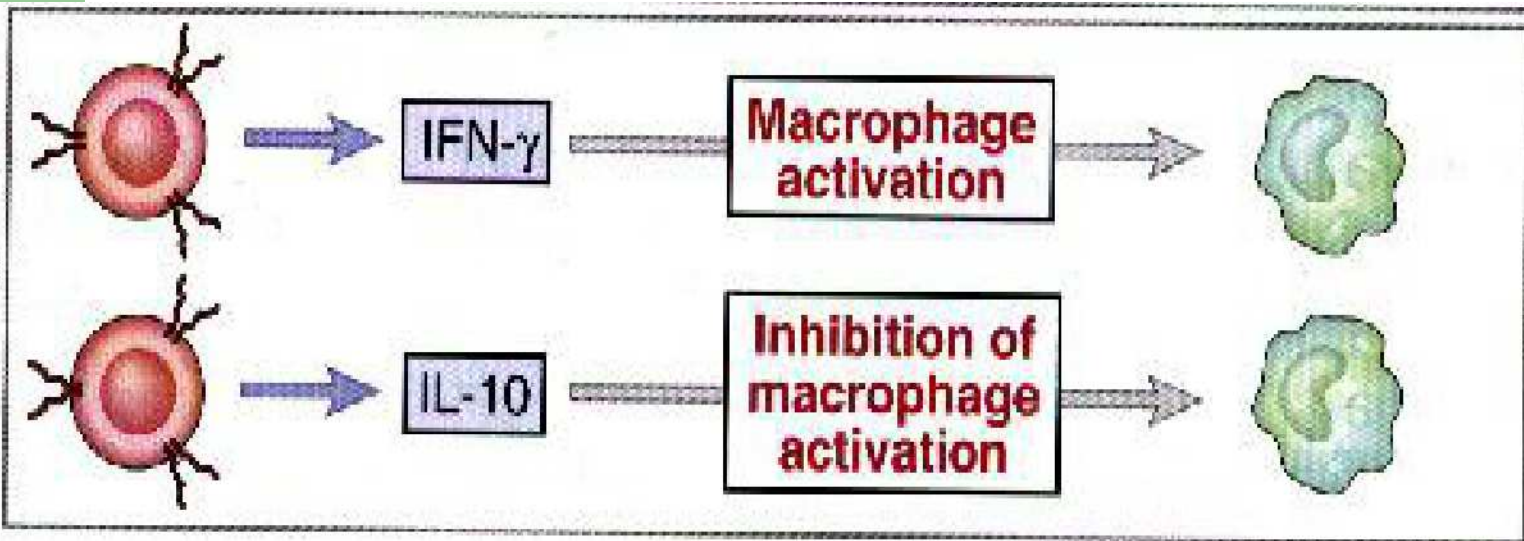 IFN-γ
Macrophage
activation
IL-10
Inhibition of
macrophage
activation